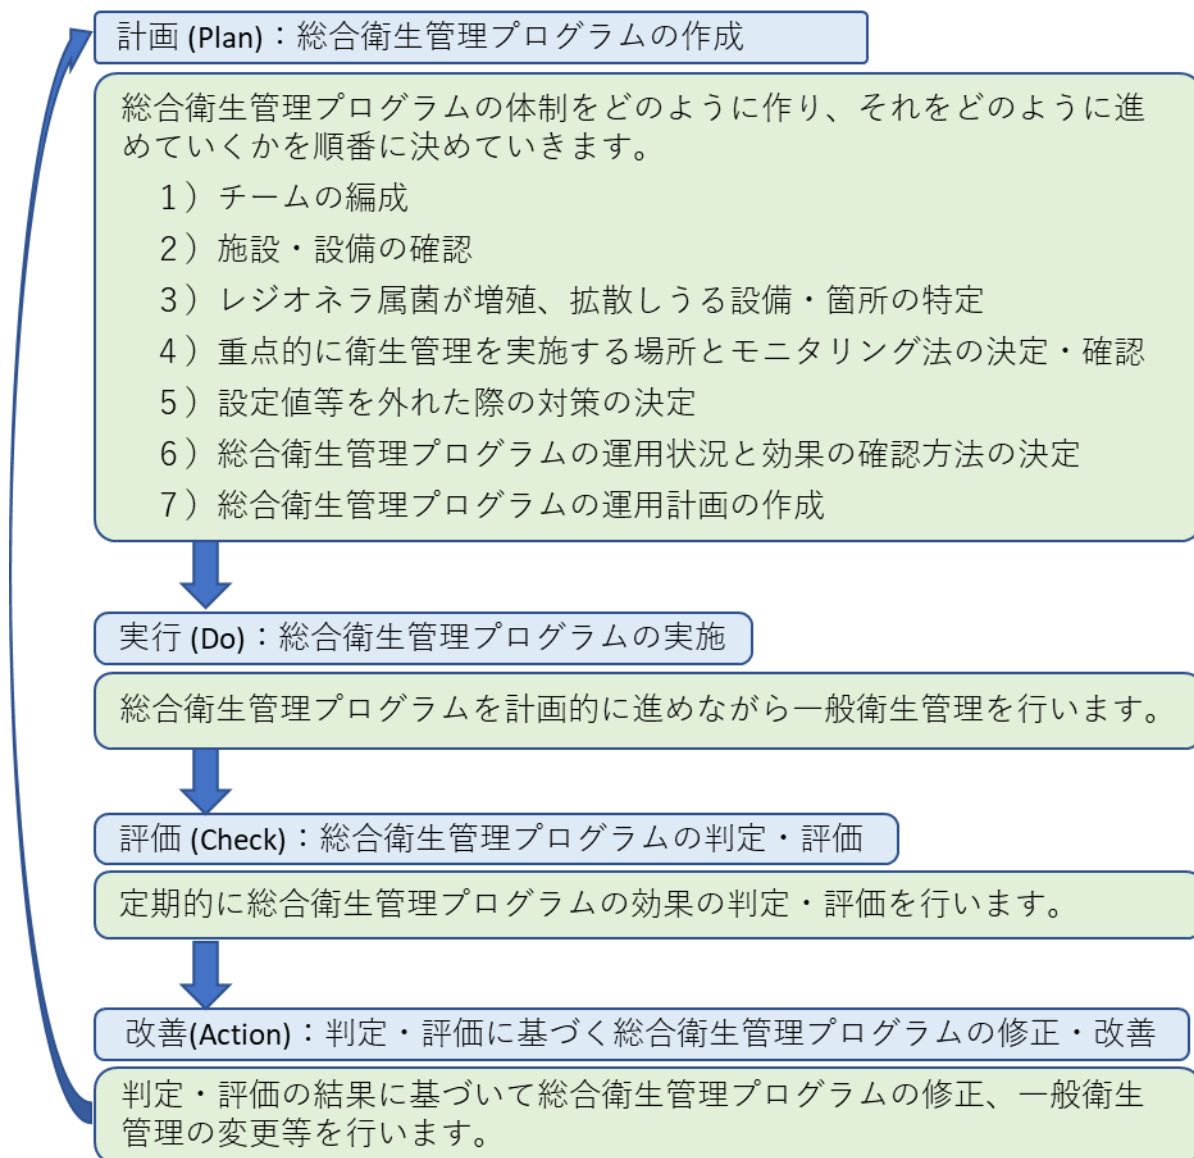 計画 (Plan)：総合衛生管理プログラムの作成
総合衛生管理プログラムの体制をどのように作り、それをどのように進
めていくかを順番に決めていきます。
１）チームの編成
２）施設・設備の確認
３）レジオネラ属菌が増殖、拡散しうる設備・箇所の特定
４）重点的に衛生管理を実施する場所とモニタリング法の決定・確認
５）設定値等を外れた際の対策の決定
６）総合衛生管理プログラムの運用状況と効果の確認方法の決定
７）総合衛生管理プログラムの運用計画の作成
実行 (Do)：総合衛生管理プログラムの実施
総合衛生管理プログラムを計画的に進めながら一般衛生管理を行います。
評価 (Check)：総合衛生管理プログラムの判定・評価
定期的に総合衛生管理プログラムの効果の判定・評価を行います。
改善(Action)：判定・評価に基づく総合衛生管理プログラムの修正・改善
判定・評価の結果に基づいて総合衛生管理プログラムの修正、一般衛生
管理の変更等を行います。